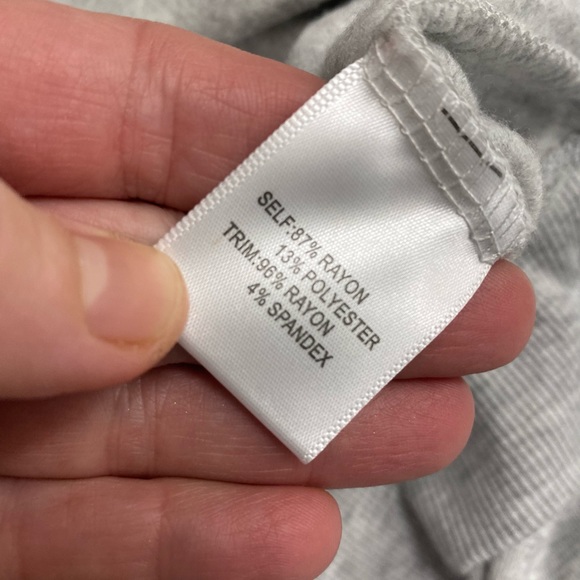 SELF:87% RAYON
13% POLYESTER
TRIM:96% RAYON
4% SPANDEX